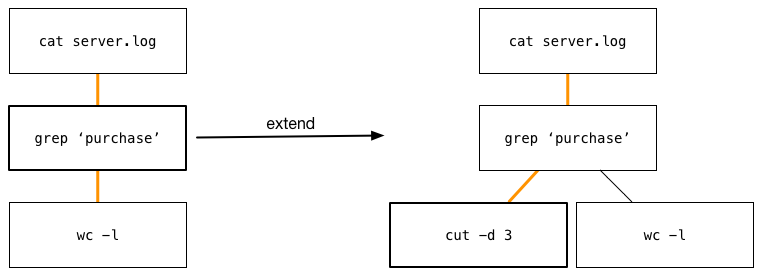 cat server.log
cat server.log
grep ‘purchase’
extend
grep ‘purchase’
wc –l
cut –d 3
wc –l